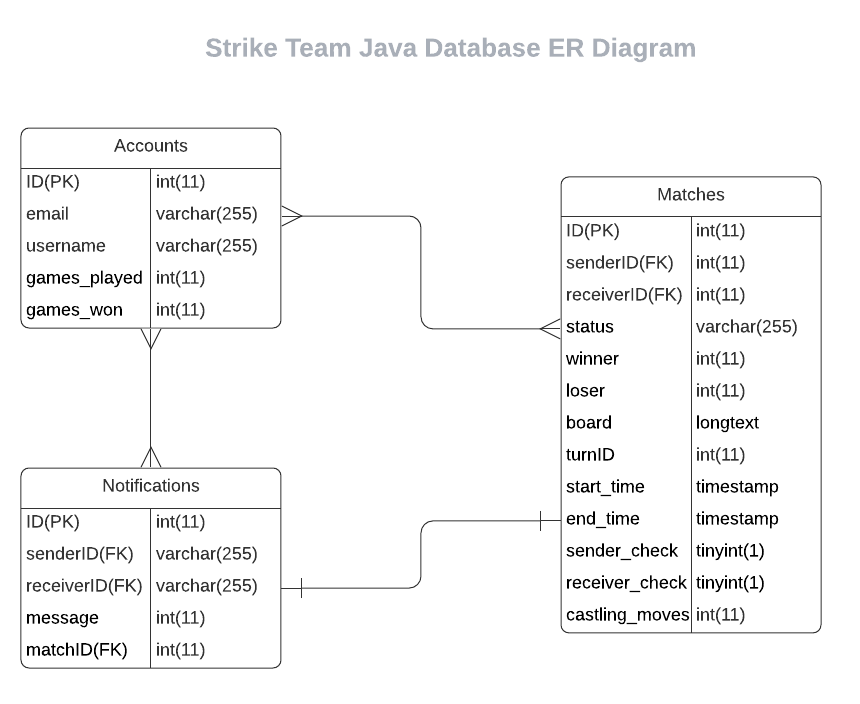 Strike Team Java Database ER Diagram
Accounts
ID(PK) int(11)
email varchar(255)
username varchar(255)
games_played int(11)
games_won int(11)
Matches
ID(PK) int(11)
senderID(FK) int(11)
receiverID(FK) int(11)
status varchar(255)
winner int(11)
loser int(11)
board longtext
turnID int(11)
start_time timestamp
end_time timestamp
sender_check tinyint(1)
receiver_check tinyint(1)
castling_moves int(11)
Notifications
ID(PK) int(11)
senderID(FK) varchar(255)
receiverID(FK) varchar(255)
message int(11)
matchID(FK) int(11)